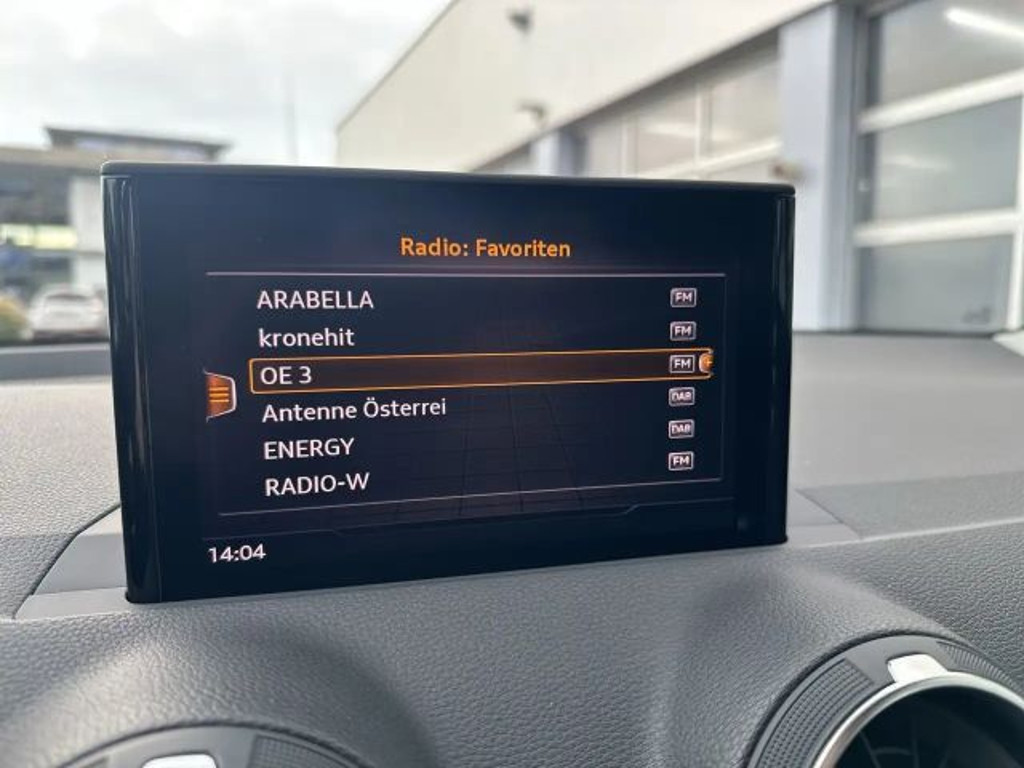 Radio: Favoriten
ARABELLA FM
kronehit FM
OE 3 FM
Antenne Österrei DAB
ENERGY DAB
RADIO-W FM
14:04